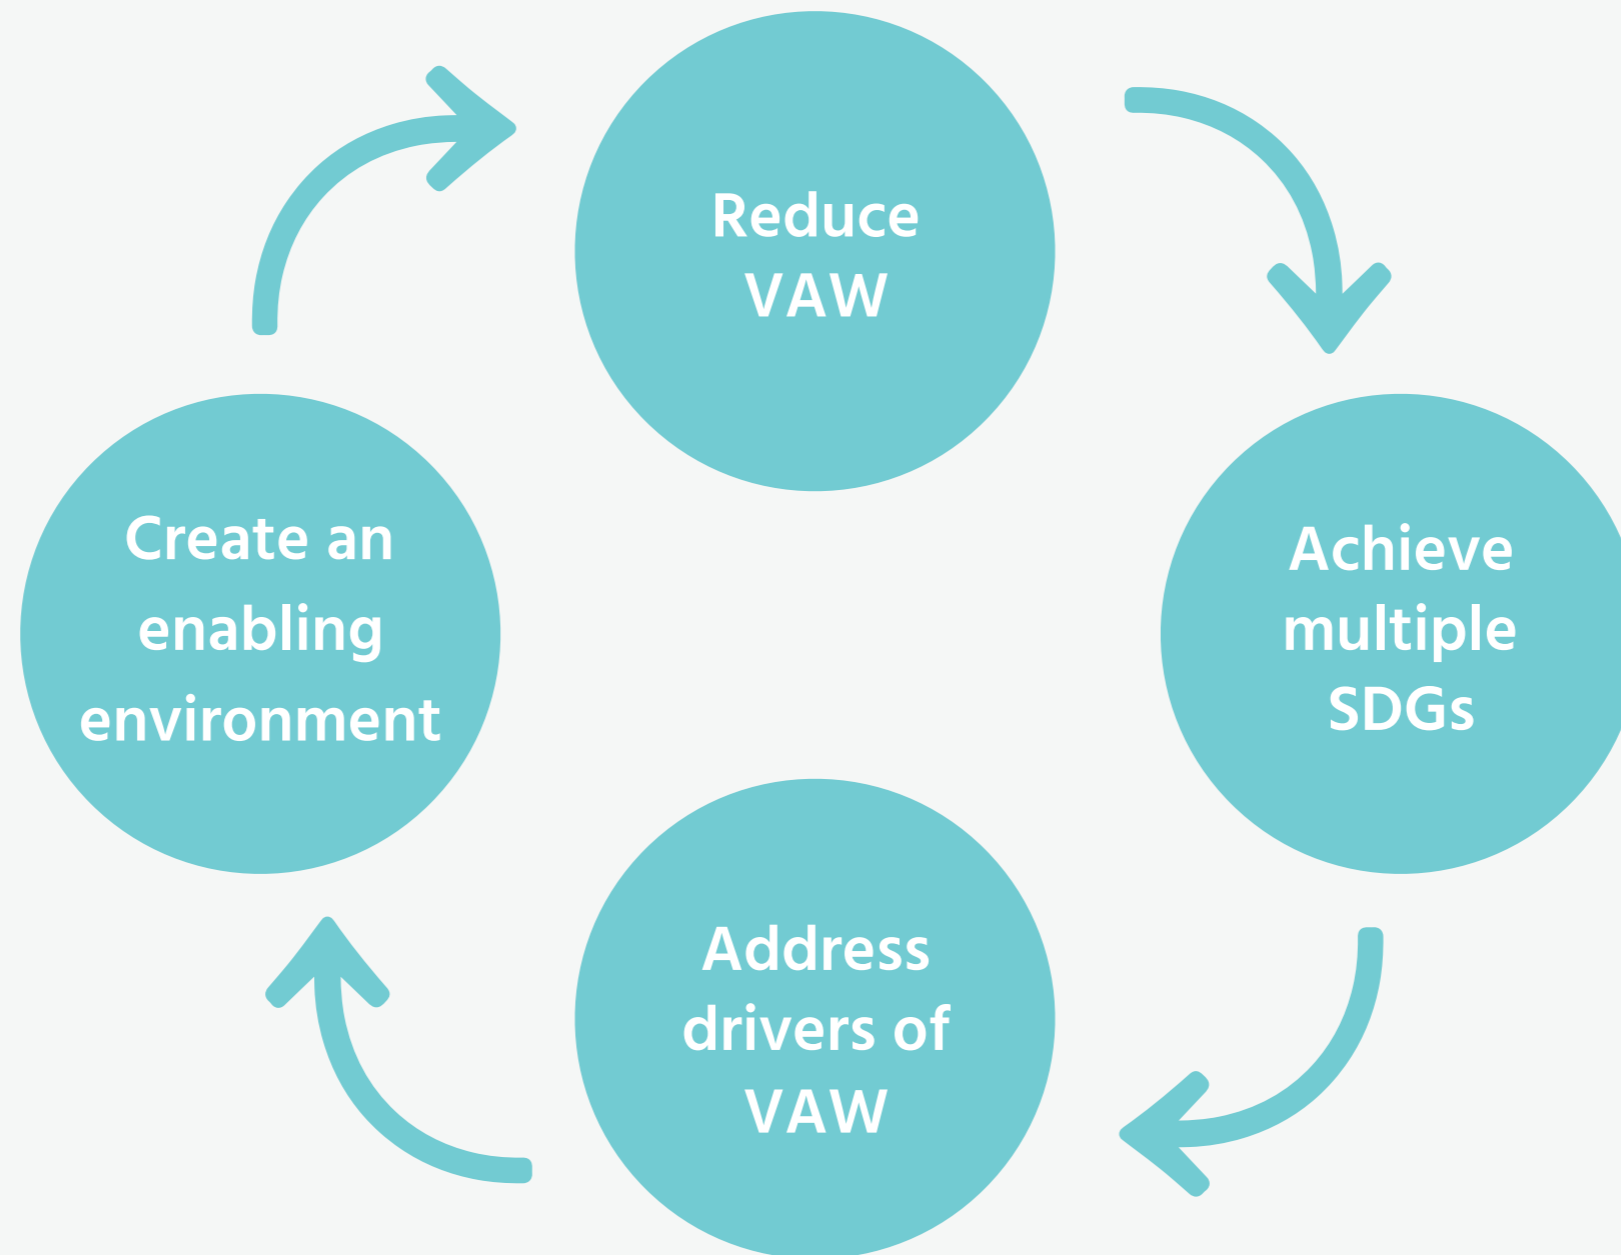 Reduce
VAW
Achieve
multiple
SDGs
Address
drivers of
VAW
Create an
enabling
environment